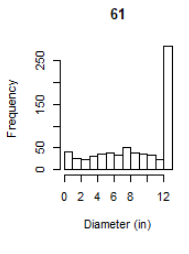 61
Frequency
0 50 150 250
0 2 4 6 8 12
Diameter (in)